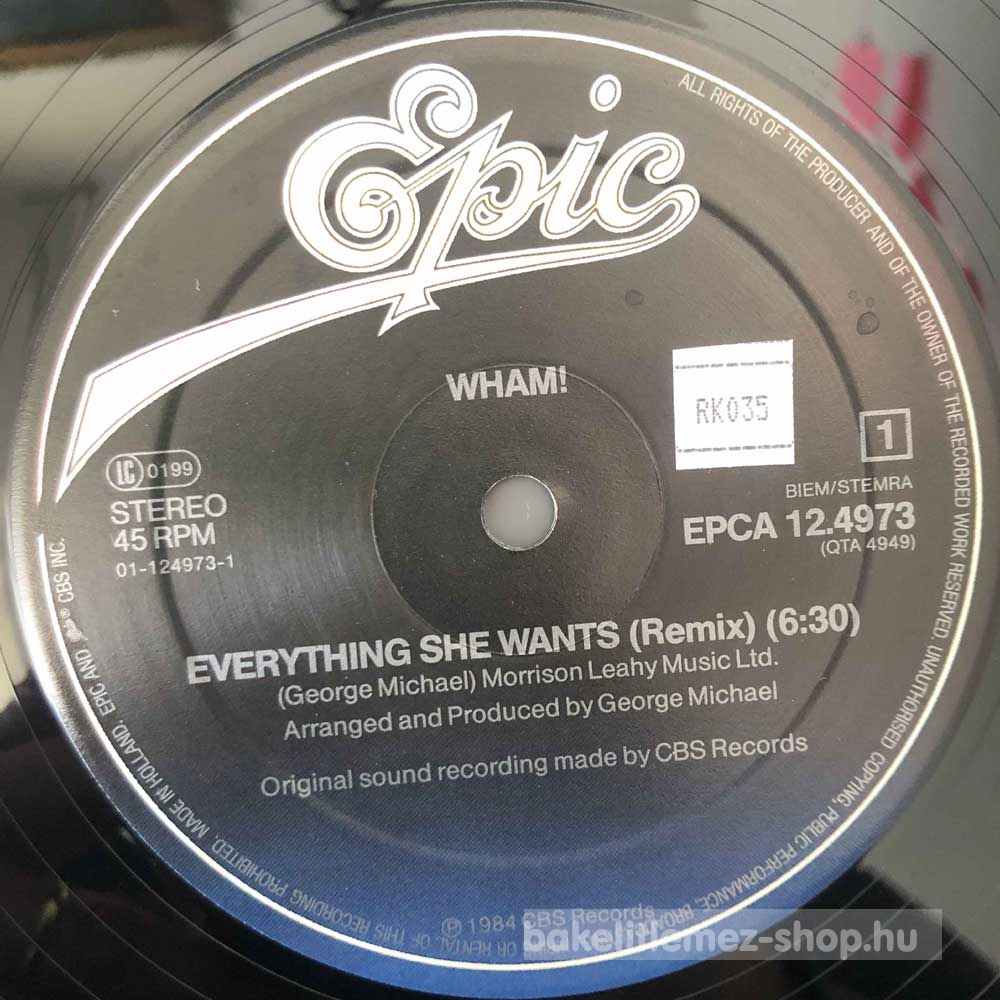 Epic
WHAM!
RK035
LC 0199
STEREO
45 RPM
01-124973-1
1
BIEM/STEMRA
EPCA 12.4973
(QTA 4949)
EVERYTHING SHE WANTS (Remix) (6:30)
(George Michael) Morrison Leahy Music Ltd.
Arranged and Produced by George Michael
Original sound recording made by CBS Records
℗ 1984 CBS Records
ALL RIGHTS OF THE PRODUCER AND OF THE OWNER OF THE RECORDED WORK RESERVED. UNAUTHORISED COPYING, PUBLIC PERFORMANCE, OR RENTAL OF THIS RECORDING PROHIBITED. MADE IN HOLLAND. EPIC AND ® CBS INC.
bakelitlemez-shop.hu